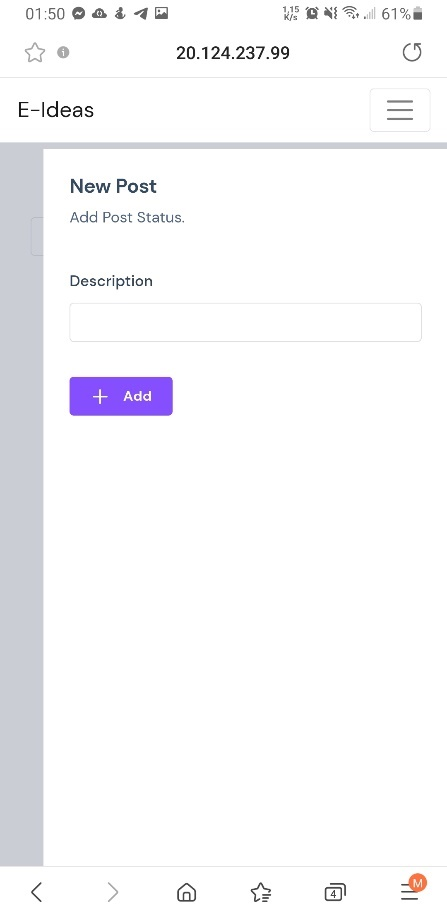 01:50
1,15
K/s
61%
20.124.237.99
E-Ideas
New Post
Add Post Status.
Description
+ Add
4
M